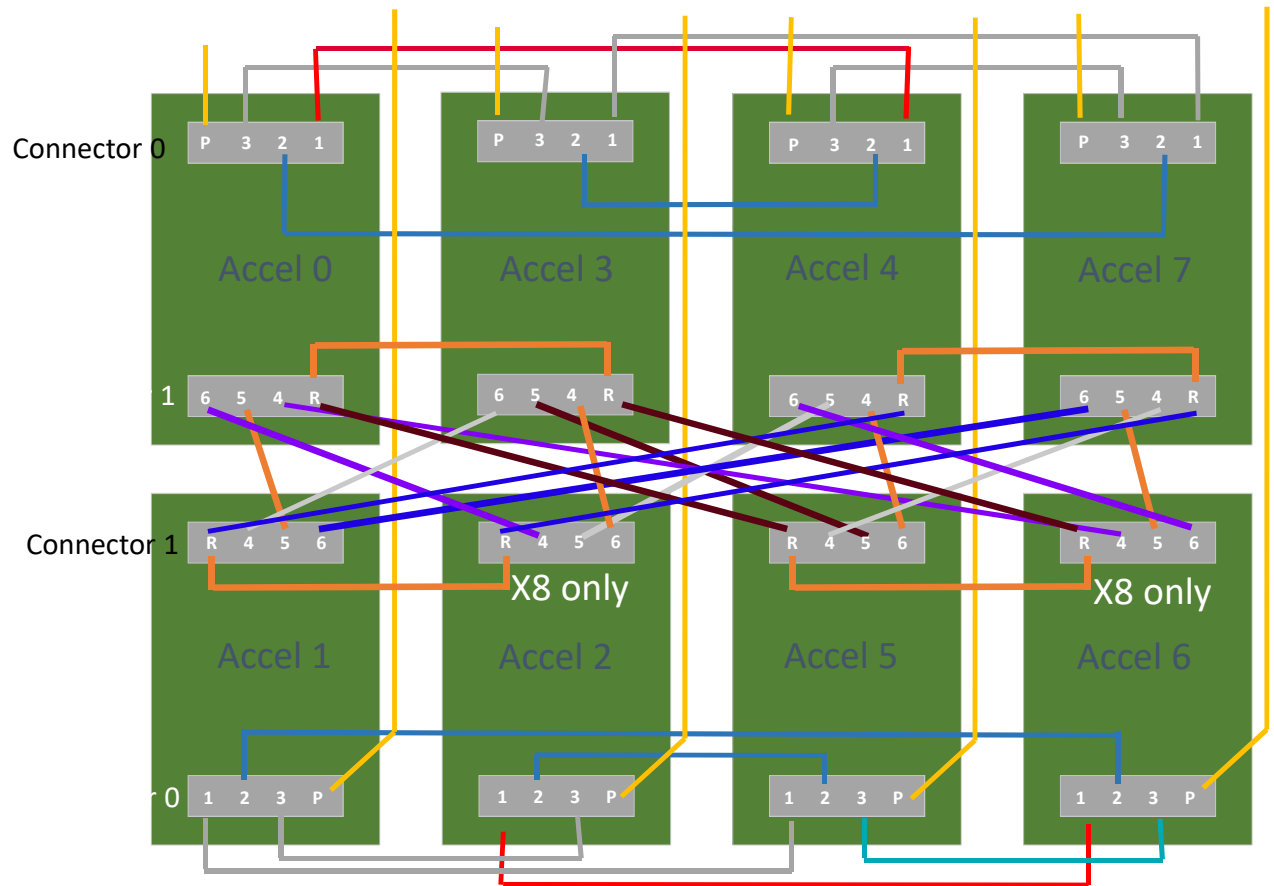 Connector 0
P 3 2 1
P 3 2 1
P 3 2 1
P 3 2 1
Accel 0
Accel 3
Accel 4
Accel 7
r 1
6 5 4 R
6 5 4 R
6 5 4 R
6 5 4 R
Connector 1
R 4 5 6
R 4 5 6
R 4 5 6
R 4 5 6
X8 only
X8 only
Accel 1
Accel 2
Accel 5
Accel 6
r 0
1 2 3 P
1 2 3 P
1 2 3 P
1 2 3 P